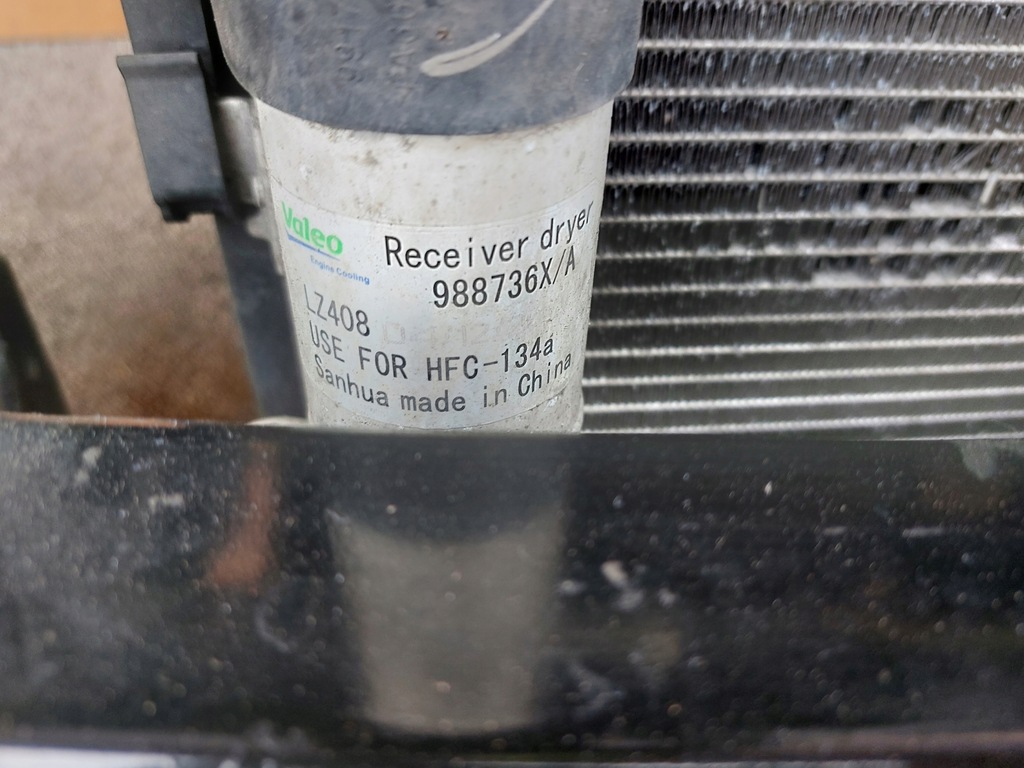 Valeo
Engine Cooling
Receiver dryer
988736X/A
LZ408
USE FOR HFC-134a
Sanhua made in China